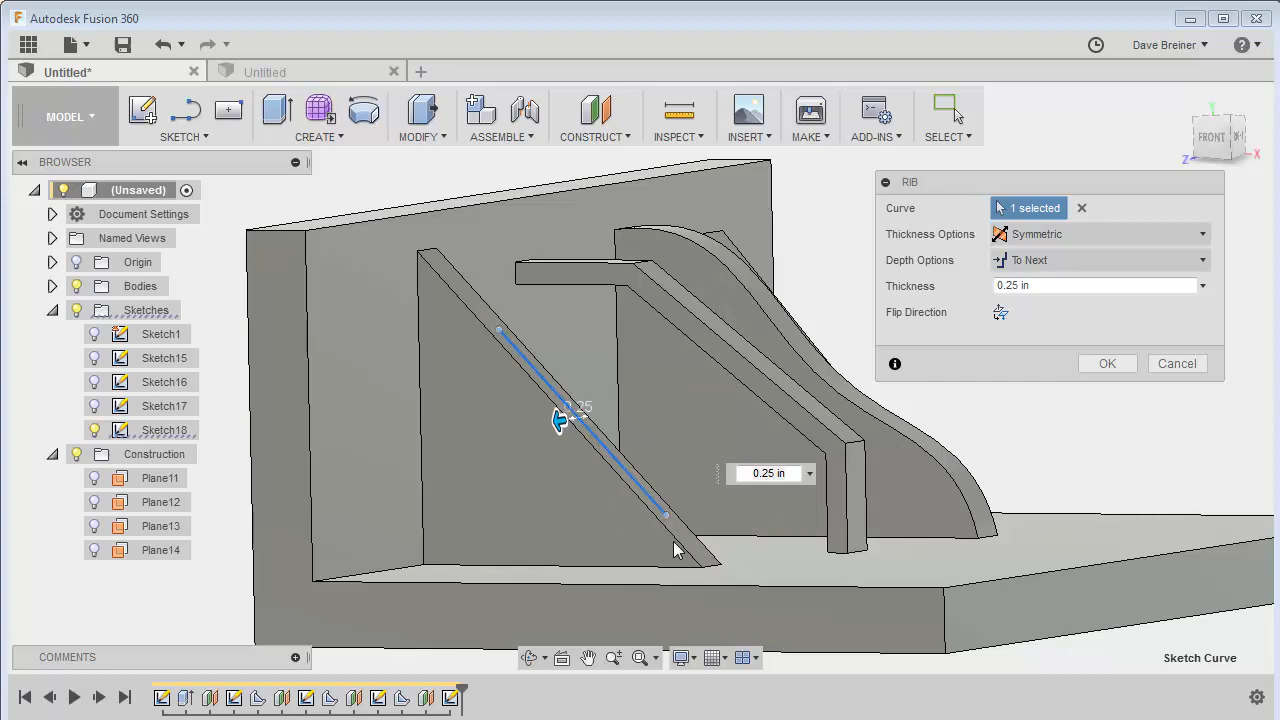 Autodesk Fusion 360
Dave Breiner
Untitled*
Untitled
MODEL
SKETCH
CREATE
MODIFY
ASSEMBLE
CONSTRUCT
INSPECT
INSERT
MAKE
ADD-INS
SELECT
FRONT
Y
X
Z
BROWSER
(Unsaved)
Document Settings
Named Views
Origin
Bodies
Sketches
Sketch1
Sketch15
Sketch16
Sketch17
Sketch18
Construction
Plane11
Plane12
Plane13
Plane14
RIB
Curve 1 selected
Thickness Options Symmetric
Depth Options To Next
Thickness 0.25 in
Flip Direction
OK Cancel
0.25
0.25 in
COMMENTS
Sketch Curve